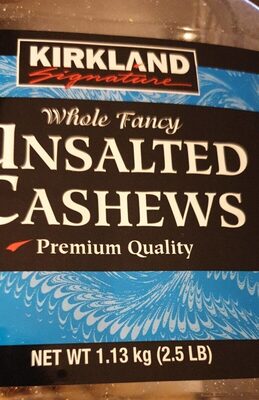 KIRKLAND
Signature
Whole Fancy
UNSALTED
CASHEWS
Premium Quality
NET WT 1.13 kg (2.5 LB)